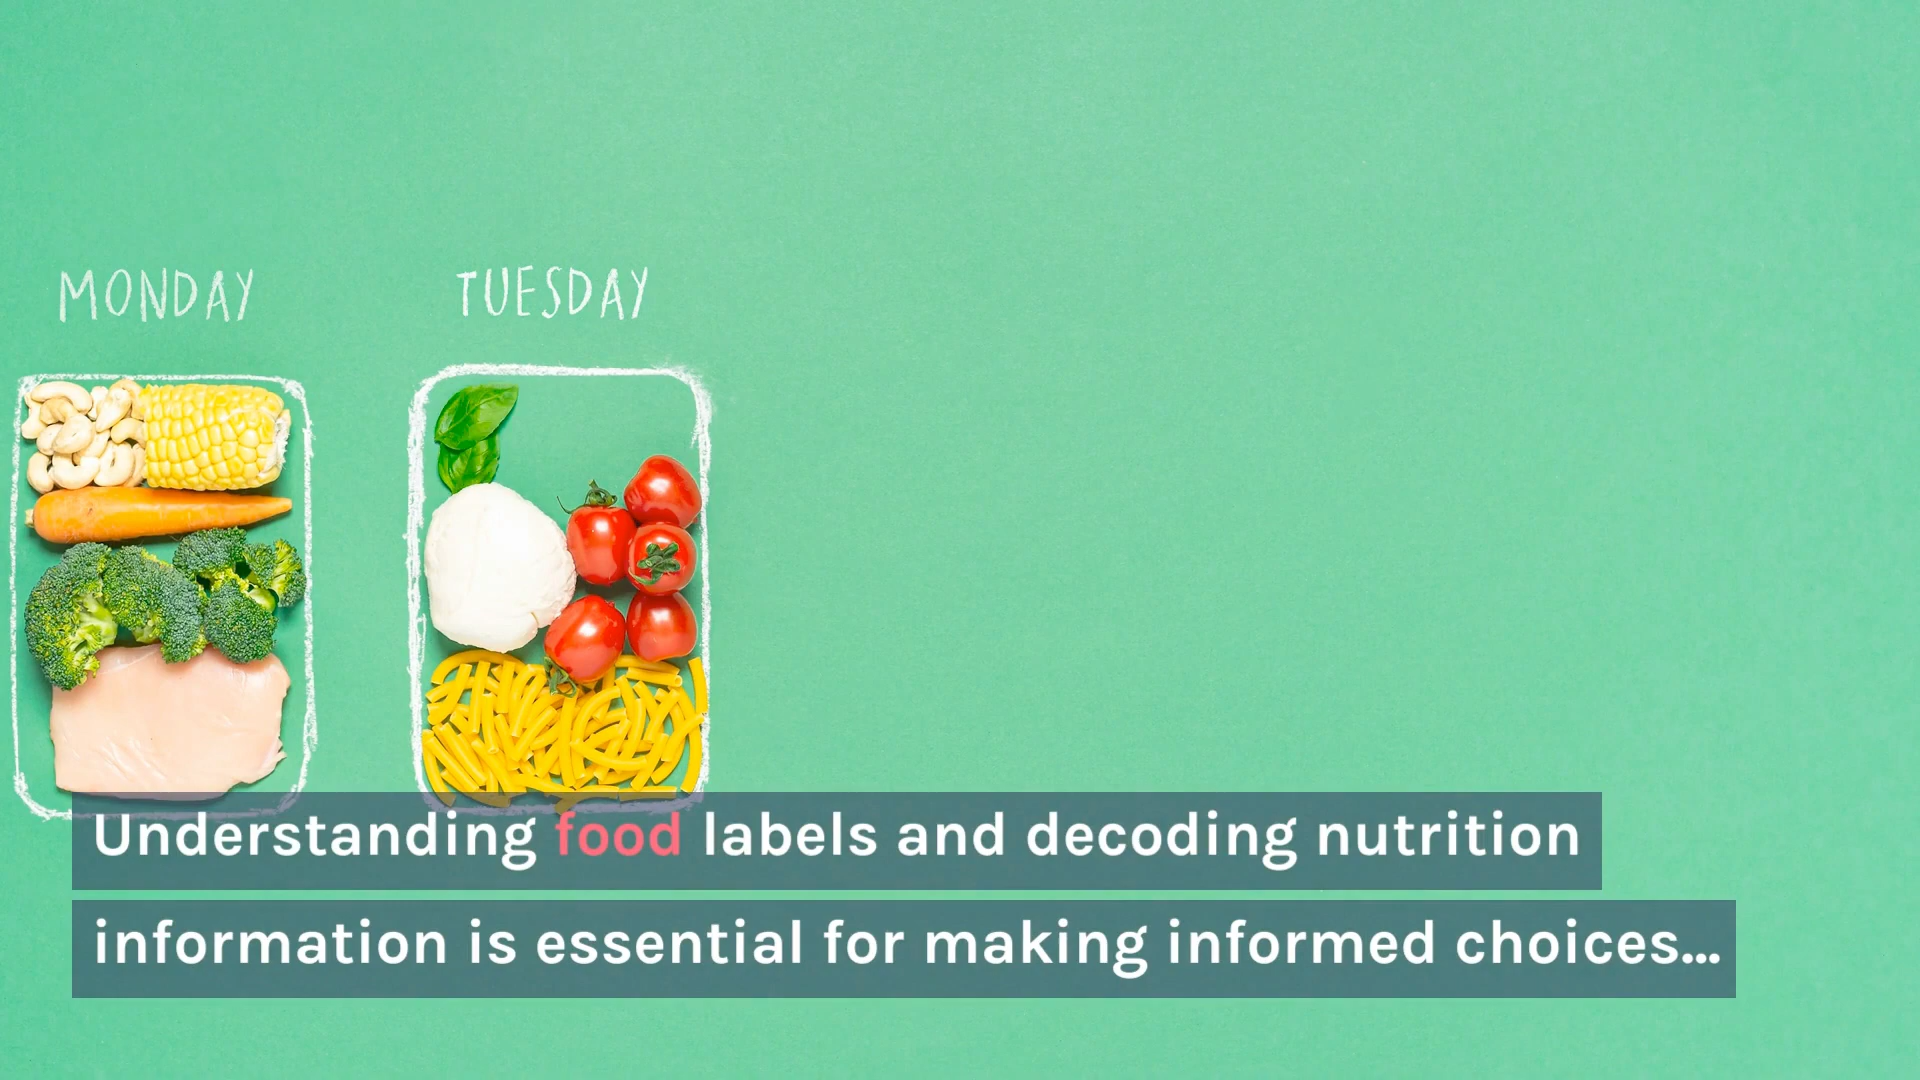 MONDAY
TUESDAY
Understanding food labels and decoding nutrition
information is essential for making informed choices...